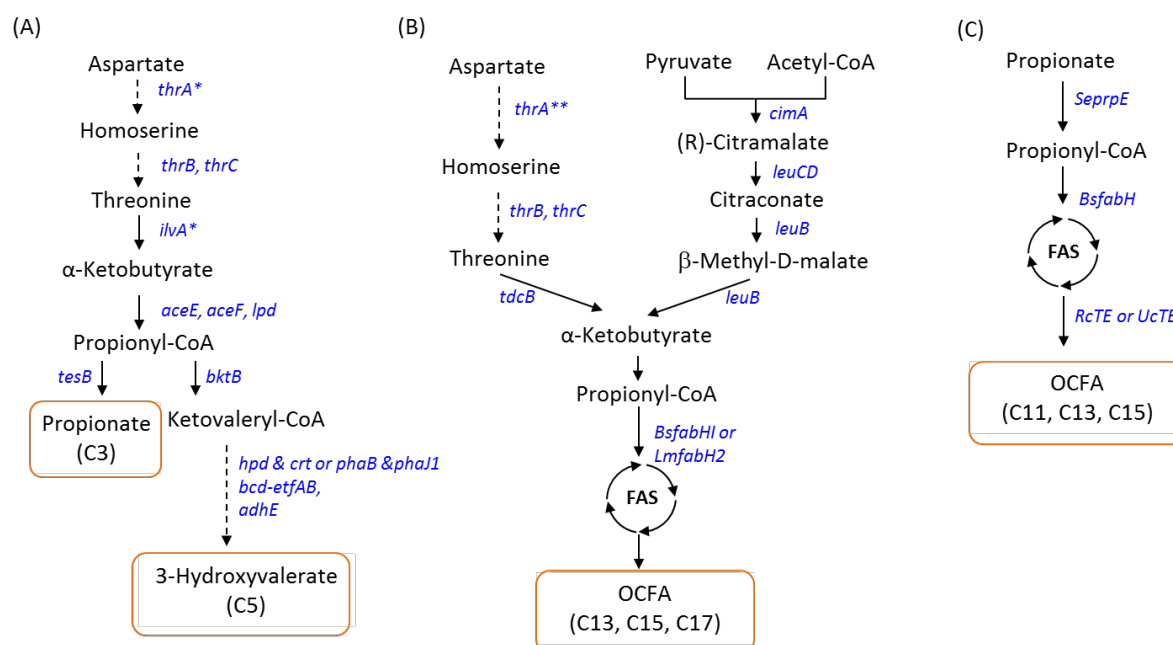 (A)
Aspartate
thrA*
Homoserine
thrB, thrC
Threonine
ilvA*
α-Ketobutyrate
aceE, aceF, lpd
Propionyl-CoA
tesB
bktB
Propionate
(C3)
Ketovaleryl-CoA
hpd & crt or phaB &phaJ1
bcd-etfAB,
adhE
3-Hydroxyvalerate
(C5)
(B)
Aspartate
thrA**
Homoserine
thrB, thrC
Threonine
tdcB
Pyruvate
Acetyl-CoA
cimA
(R)-Citramalate
leuCD
Citraconate
leuB
β-Methyl-D-malate
leuB
α-Ketobutyrate
Propionyl-CoA
BsfabHI or
LmfabH2
FAS
OCFA
(C13, C15, C17)
(C)
Propionate
SeprpE
Propionyl-CoA
BsfabH
FAS
RcTE or UcTE
OCFA
(C11, C13, C15)